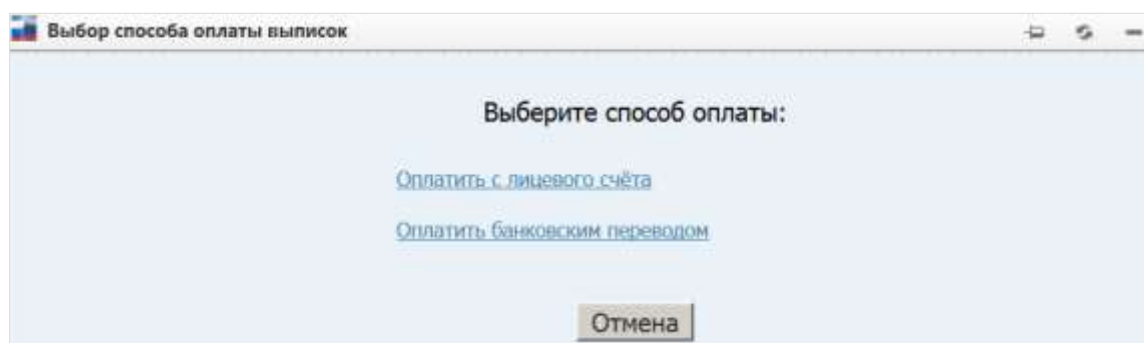 Выбор способа оплаты выписок
Выберите способ оплаты:
Оплатить с лицевого счёта
Оплатить банковским переводом
Отмена